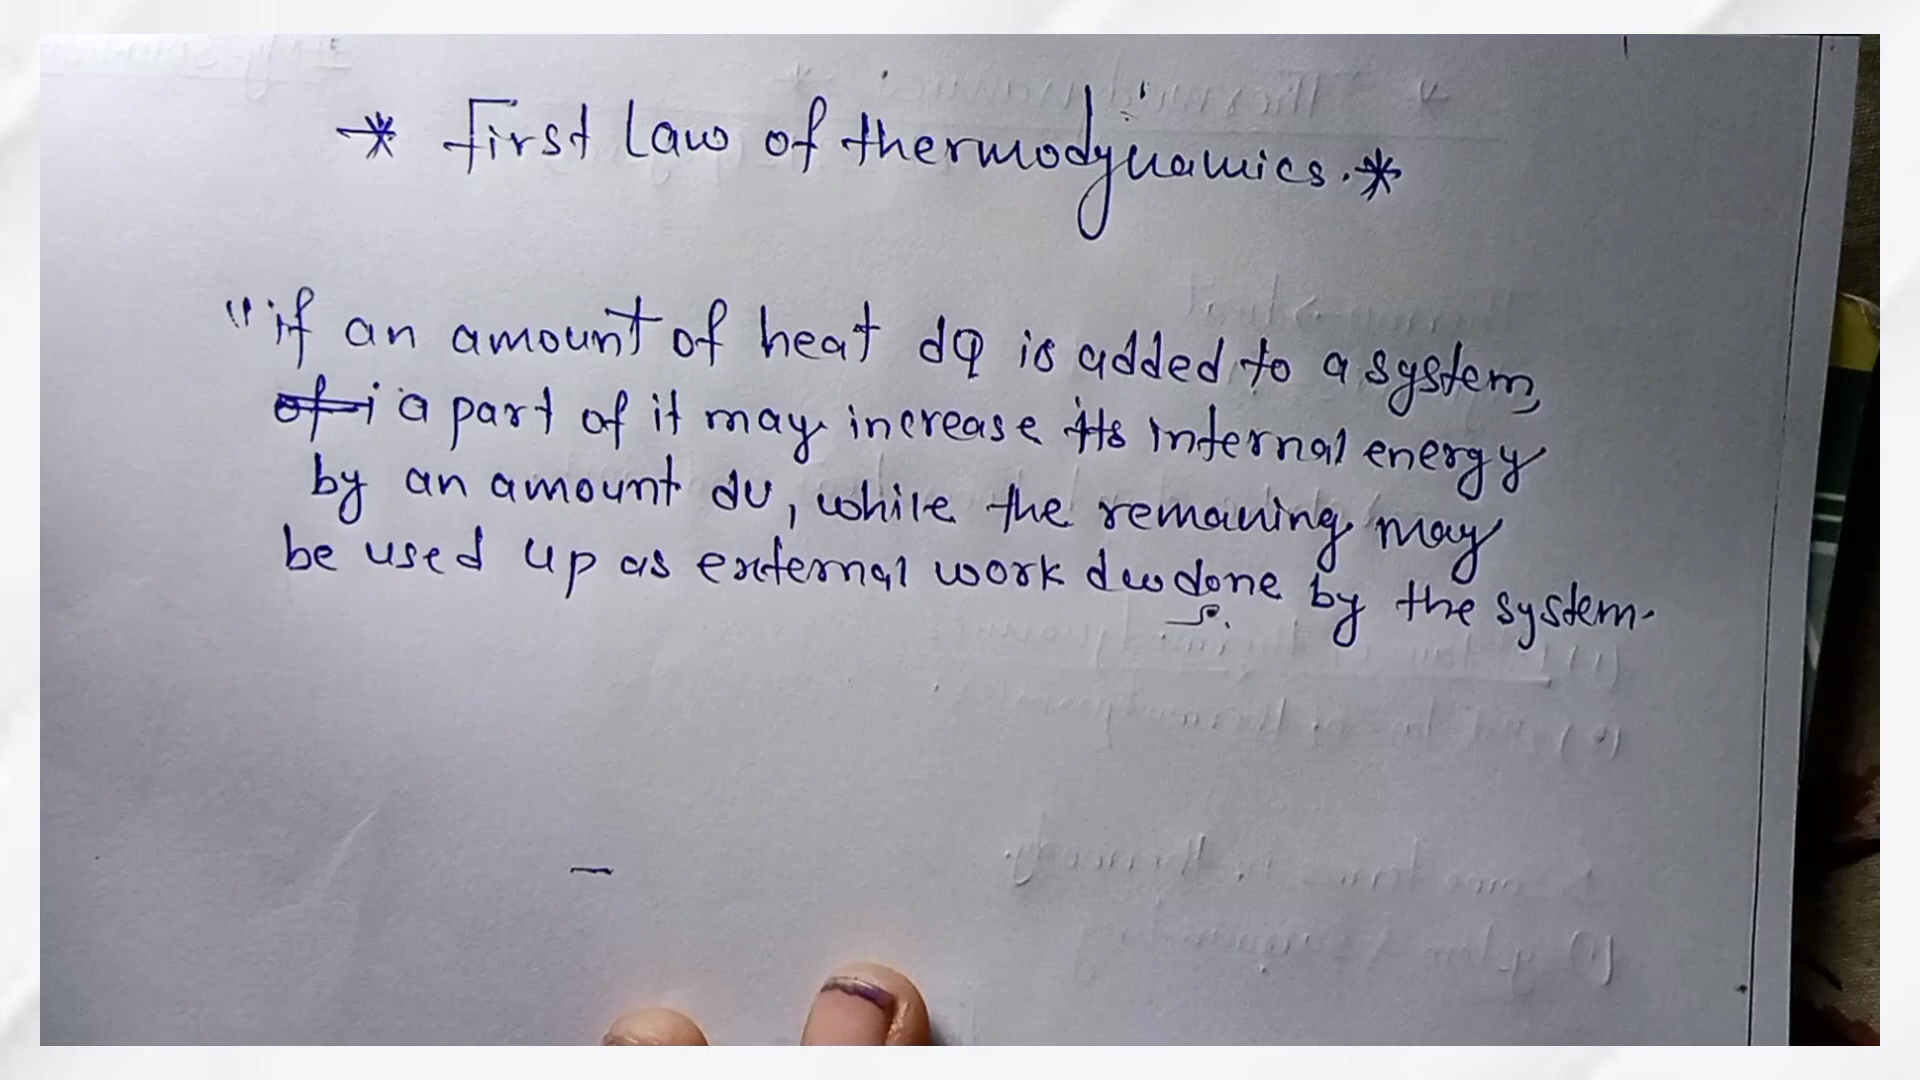 * First Law of thermodynamics. *
"if an amount of heat dQ is added to a system,
a part of it may increase its internal energy
by an amount dU, while the remaining may
be used up as external work dw done by the system.